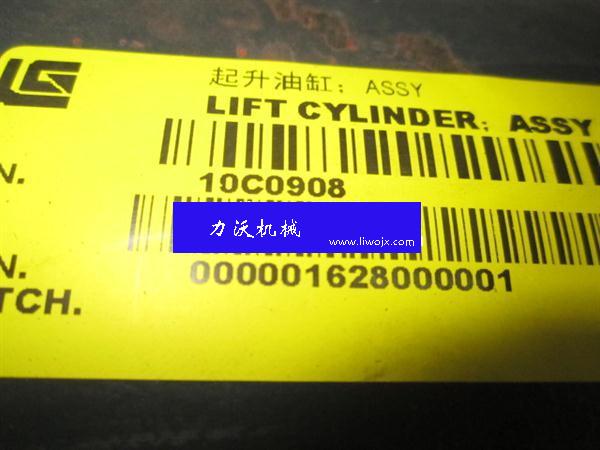 起升油缸；ASSY
LIFT CYLINDER；ASSY
N.
10C0908
力沃机械
www.liwojx.com
N.
000001628000001
TCH.